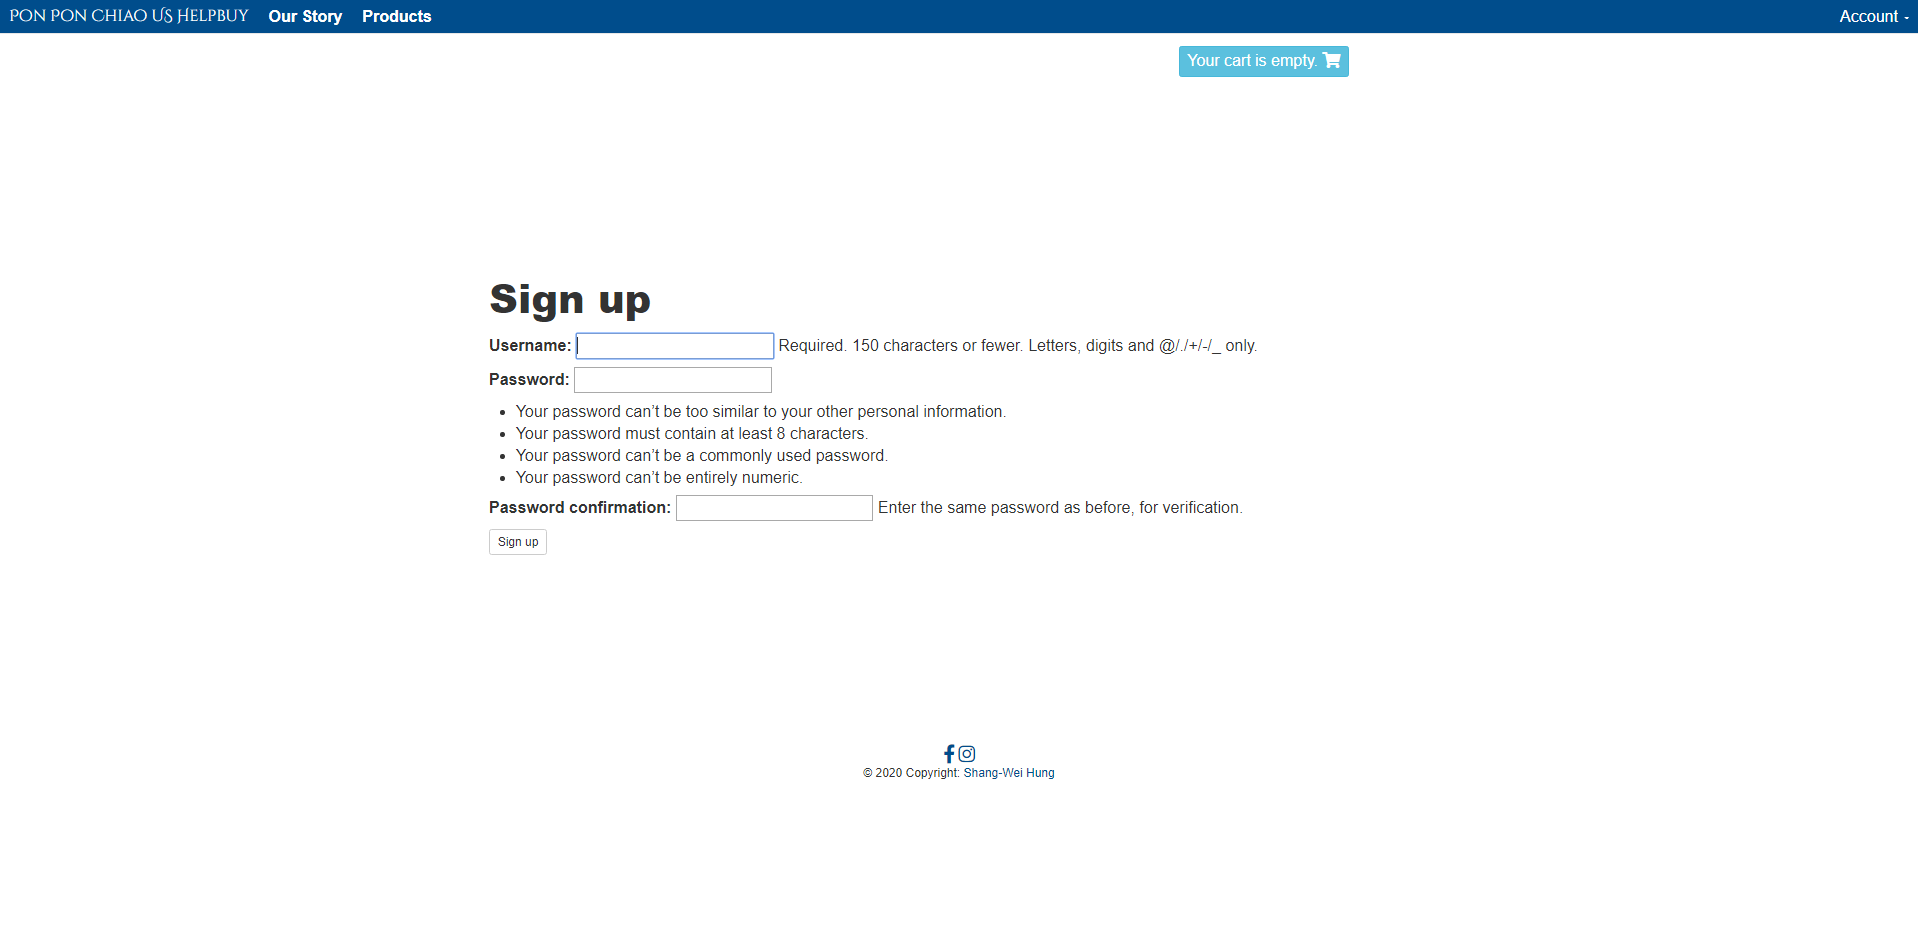 Pon Pon Chiao US Helpbuy Our Story Products Account
Your cart is empty.
Sign up
Username: Required. 150 characters or fewer. Letters, digits and @/./+/-/_ only.
Password:
Your password can’t be too similar to your other personal information.
Your password must contain at least 8 characters.
Your password can’t be a commonly used password.
Your password can’t be entirely numeric.
Password confirmation: Enter the same password as before, for verification.
Sign up
© 2020 Copyright: Shang-Wei Hung